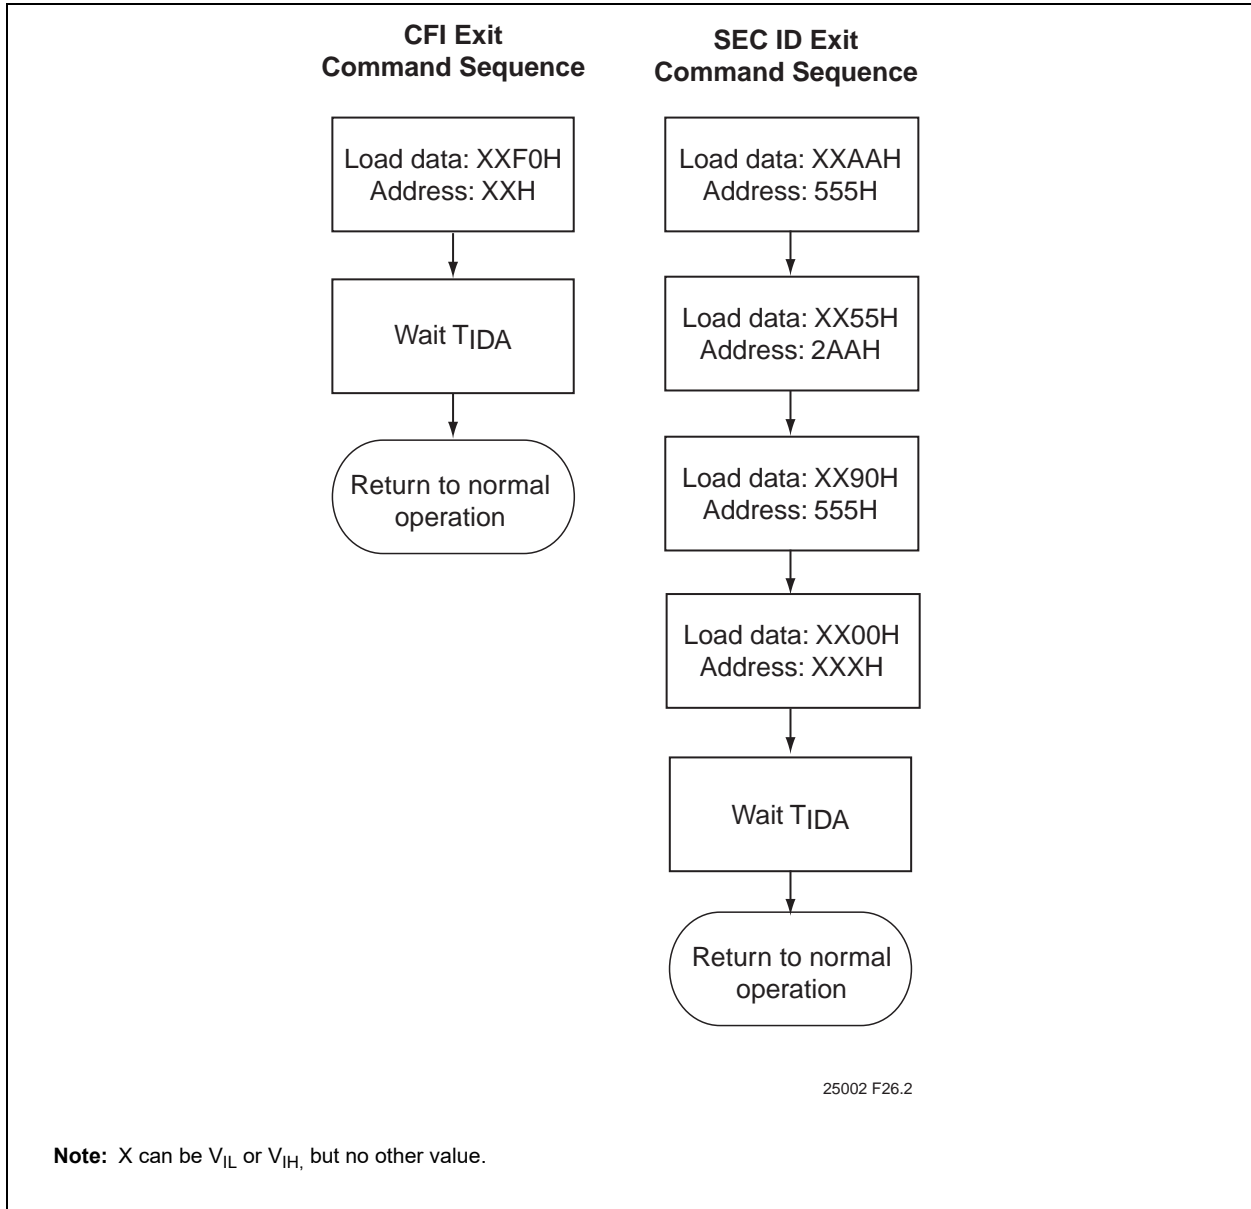 CFI Exit
Command Sequence
Load data: XXF0H
Address: XXH
Wait TIDA
Return to normal
operation
SEC ID Exit
Command Sequence
Load data: XXAAH
Address: 555H
Load data: XX55H
Address: 2AAH
Load data: XX90H
Address: 555H
Load data: XX00H
Address: XXXH
Wait TIDA
Return to normal
operation
25002 F26.2
Note: X can be VIL or VIH, but no other value.